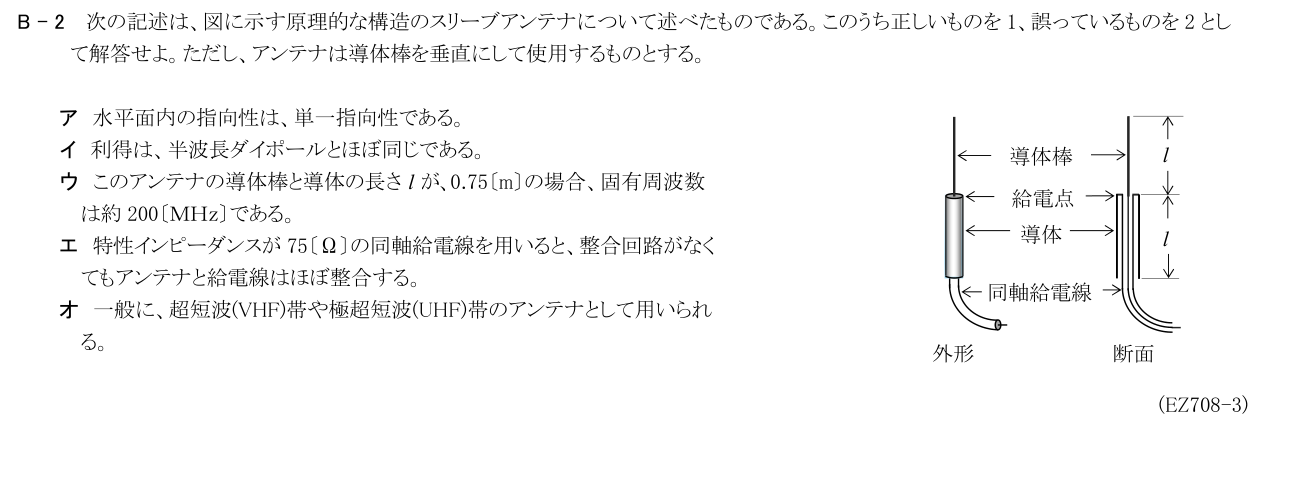 B－2 次の記述は、図に示す原理的な構造のスリーブアンテナについて述べたものである。このうち正しいものを 1、誤っているものを 2 とし
て解答せよ。ただし、アンテナは導体棒を垂直にして使用するものとする。
ア 水平面内の指向性は、単一指向性である。
イ 利得は、半波長ダイポールとほぼ同じである。
ウ このアンテナの導体棒と導体の長さ l が、0.75〔m〕の場合、固有周波数
は約 200〔MHz〕である。
エ 特性インピーダンスが 75〔Ω〕の同軸給電線を用いると、整合回路がなく
てもアンテナと給電線はほぼ整合する。
オ 一般に、超短波(VHF)帯や極超短波(UHF)帯のアンテナとして用いられ
る。
導体棒
l
給電点
導体
l
同軸給電線
外形
断面
(EZ708-3)